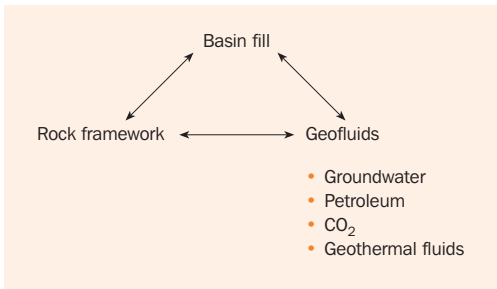 Basin fill
Rock framework
Geofluids
• Groundwater
• Petroleum
• CO₂
• Geothermal fluids